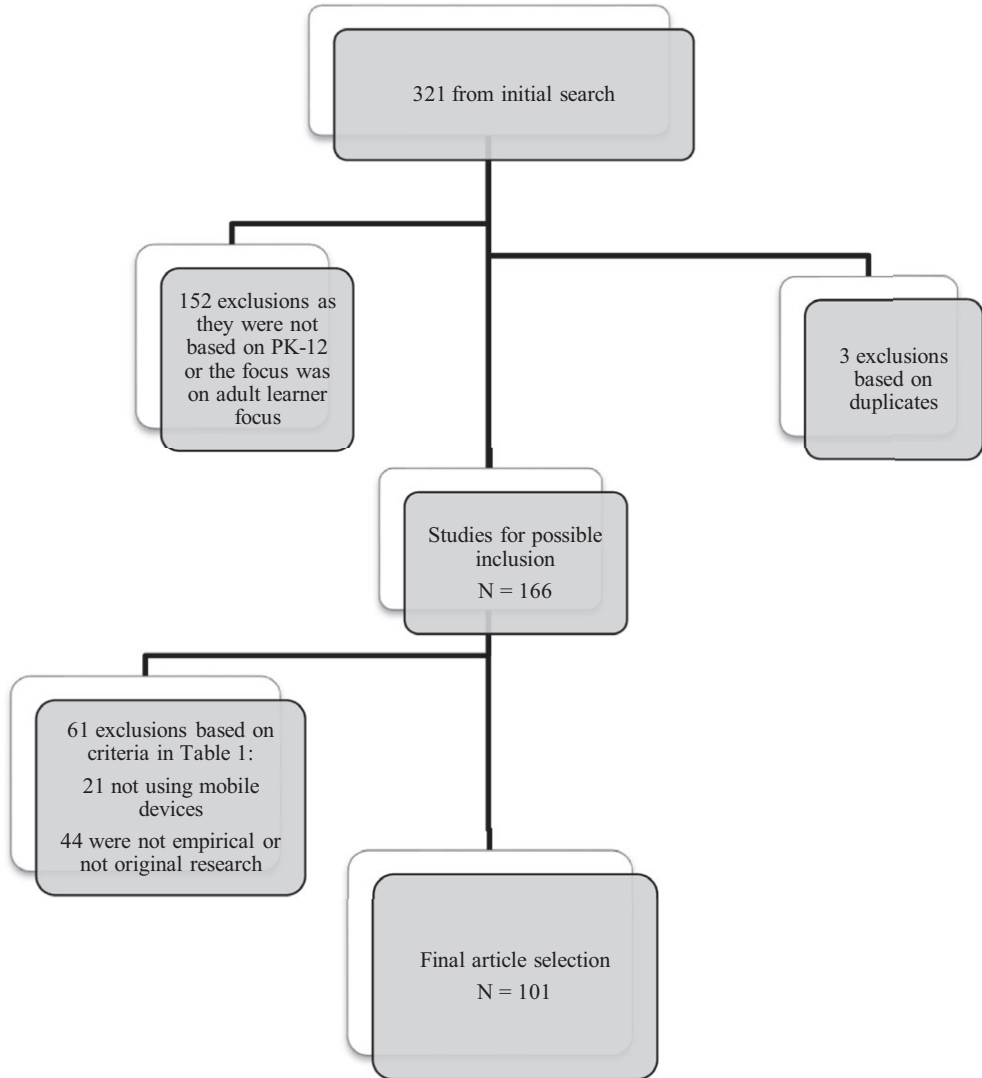 321 from initial search
152 exclusions as
they were not
based on PK-12
or the focus was
on adult learner
focus
3 exclusions
based on
duplicates
Studies for possible
inclusion
N = 166
61 exclusions based on
criteria in Table 1:
21 not using mobile
devices
44 were not empirical or
not original research
Final article selection
N = 101